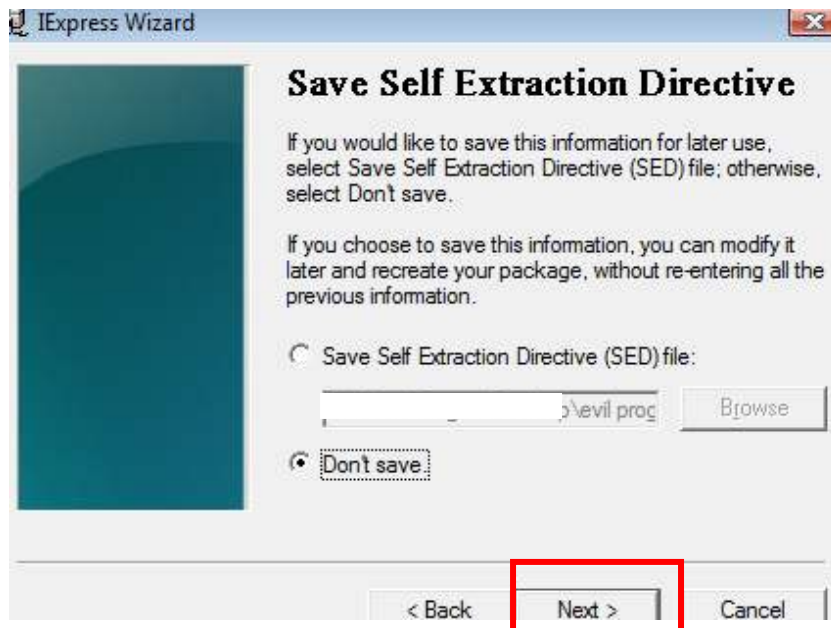 IExpress Wizard
Save Self Extraction Directive
If you would like to save this information for later use,
select Save Self Extraction Directive (SED) file; otherwise,
select Don't save.
If you choose to save this information, you can modify it
later and recreate your package, without re-entering all the
previous information.
Save Self Extraction Directive (SED) file:
\evil prog
Browse
Don't save.
< Back Next > Cancel